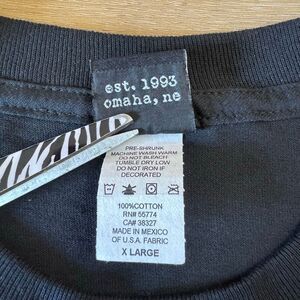 est. 1993
omaha, ne
PRE-SHRUNK
MACHINE WASH WARM
DO NOT BLEACH
TUMBLE DRY LOW
DO NOT IRON IF
DECORATED
100%COTTON
RN# 55774
CA# 38327
MADE IN MEXICO
OF U.S.A. FABRIC
X LARGE